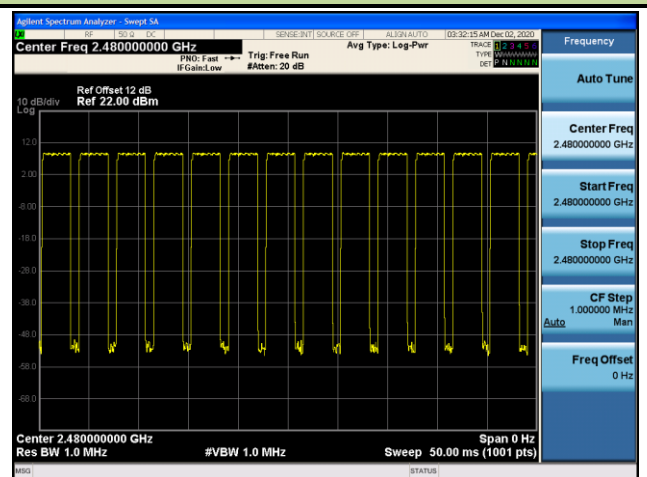 Agilent Spectrum Analyzer - Swept SA
RF 50 Ω DC SENSE:INT SOURCE OFF ALIGN AUTO 03:32:15 AM Dec 02, 2020
Center Freq 2.480000000 GHz
Avg Type: Log-Pwr
TRACE 1 2 3 4 5 6
TYPE
DET P N N N N N
PNO: Fast
IFGain:Low
Trig: Free Run
#Atten: 20 dB
Ref Offset 12 dB
10 dB/div Ref 22.00 dBm
Log
12.0
2.00
-8.00
-18.0
-28.0
-38.0
-48.0
-58.0
-68.0
Center 2.480000000 GHz Span 0 Hz
Res BW 1.0 MHz #VBW 1.0 MHz Sweep 50.00 ms (1001 pts)
MSG STATUS
Frequency
Auto Tune
Center Freq
2.480000000 GHz
Start Freq
2.480000000 GHz
Stop Freq
2.480000000 GHz
CF Step
1.000000 MHz
Auto Man
Freq Offset
0 Hz